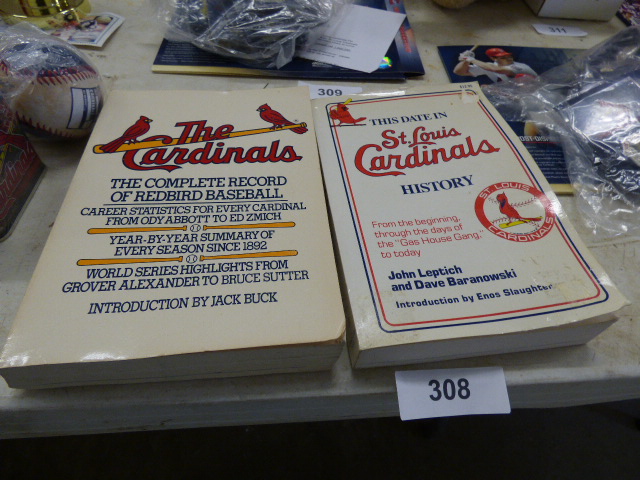 The
Cardinals
THE COMPLETE RECORD
OF REDBIRD BASEBALL
CAREER STATISTICS FOR EVERY CARDINAL
FROM ODY ABBOTT TO ED ZMICH
YEAR-BY-YEAR SUMMARY OF
EVERY SEASON SINCE 1892
WORLD SERIES HIGHLIGHTS FROM
GROVER ALEXANDER TO BRUCE SUTTER
INTRODUCTION BY JACK BUCK
THIS DATE IN
St. Louis
Cardinals
HISTORY
ST. LOUIS
CARDINALS
From the beginning,
through the days of
the "Gas House Gang,"
to today
John Leptich
and Dave Baranowski
Introduction by Enos Slaughter
308
309
311